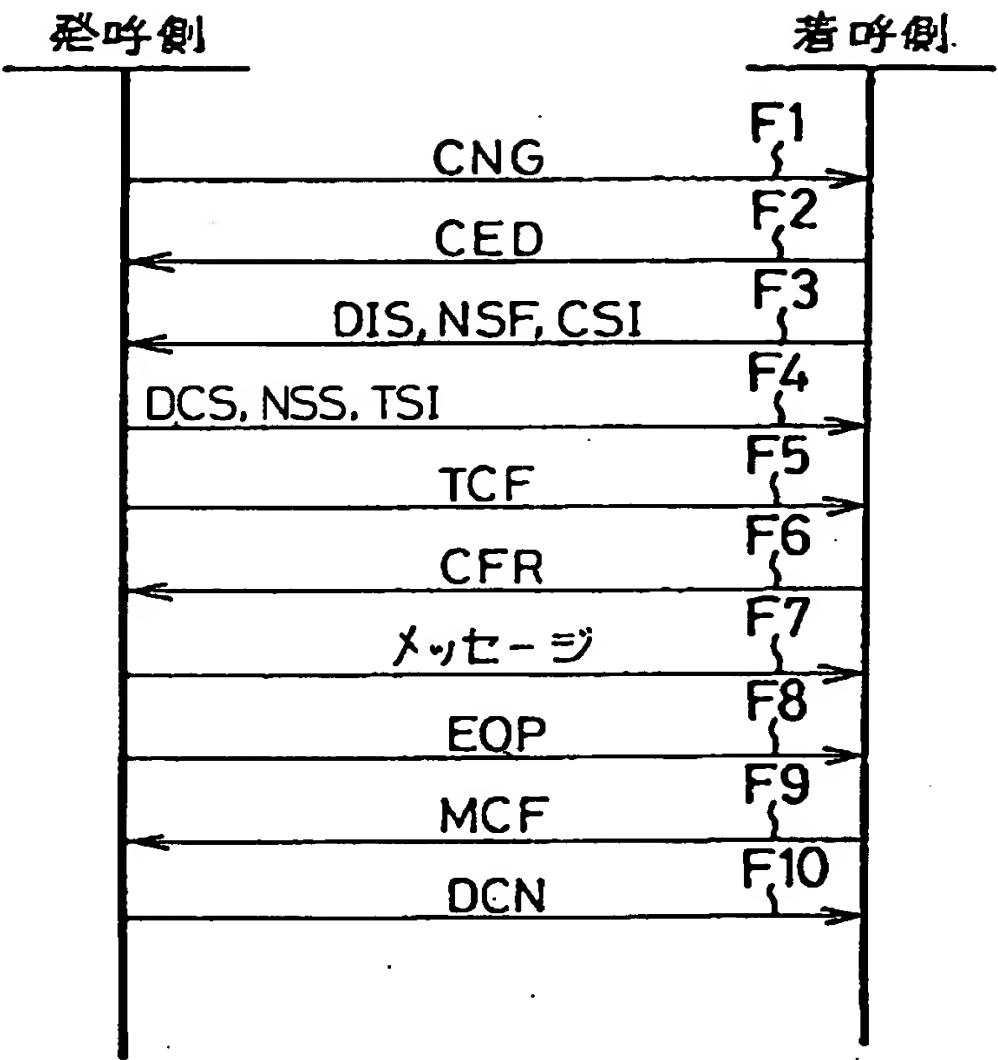 発呼側 着呼側
F1
CNG
F2
CED
F3
DIS, NSF, CSI
F4
DCS, NSS, TSI
F5
TCF
F6
CFR
F7
メッセージ
F8
EQP
F9
MCF
F10
DCN